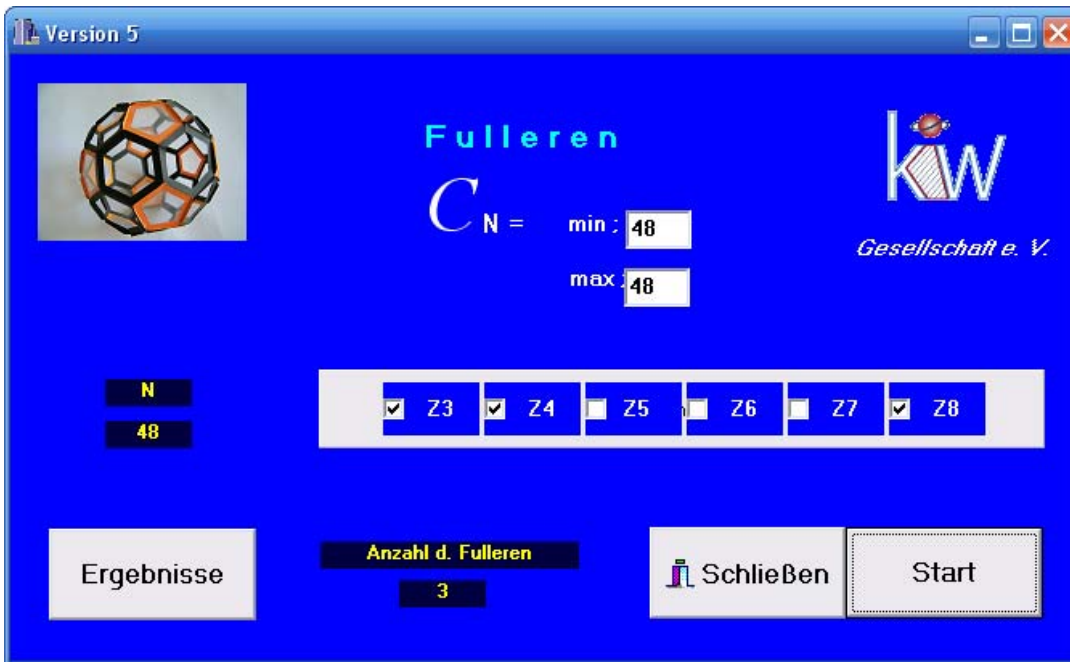 Version 5
Fulleren
C N = min ; 48
max ; 48
kiw
Gesellschaft e. V.
N
48
Z3 Z4 Z5 Z6 Z7 Z8
Ergebnisse
Anzahl d. Fulleren
3
Schließen
Start